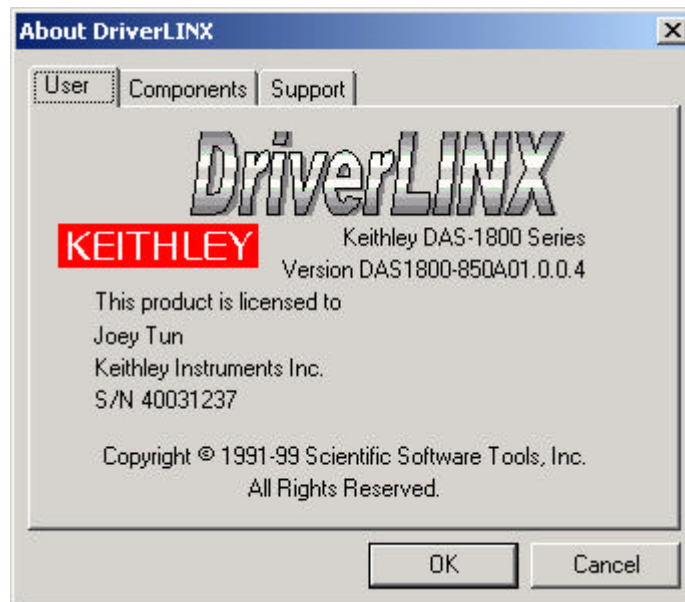 About DriverLINX
User Components Support
DriverLINX
KEITHLEY
Keithley DAS-1800 Series
Version DAS1800-850A01.0.0.4
This product is licensed to
Joey Tun
Keithley Instruments Inc.
S/N 40031237
Copyright © 1991-99 Scientific Software Tools, Inc.
All Rights Reserved.
OK Cancel